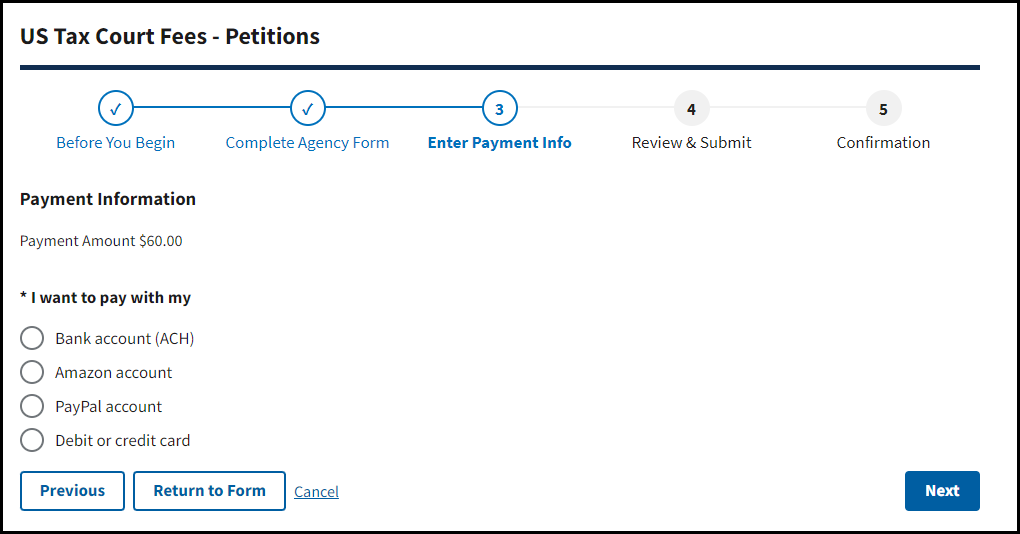 US Tax Court Fees - Petitions
✓ ✓ 3 4 5
Before You Begin Complete Agency Form Enter Payment Info Review & Submit Confirmation
Payment Information
Payment Amount $60.00
* I want to pay with my
Bank account (ACH)
Amazon account
PayPal account
Debit or credit card
Previous Return to Form Cancel Next